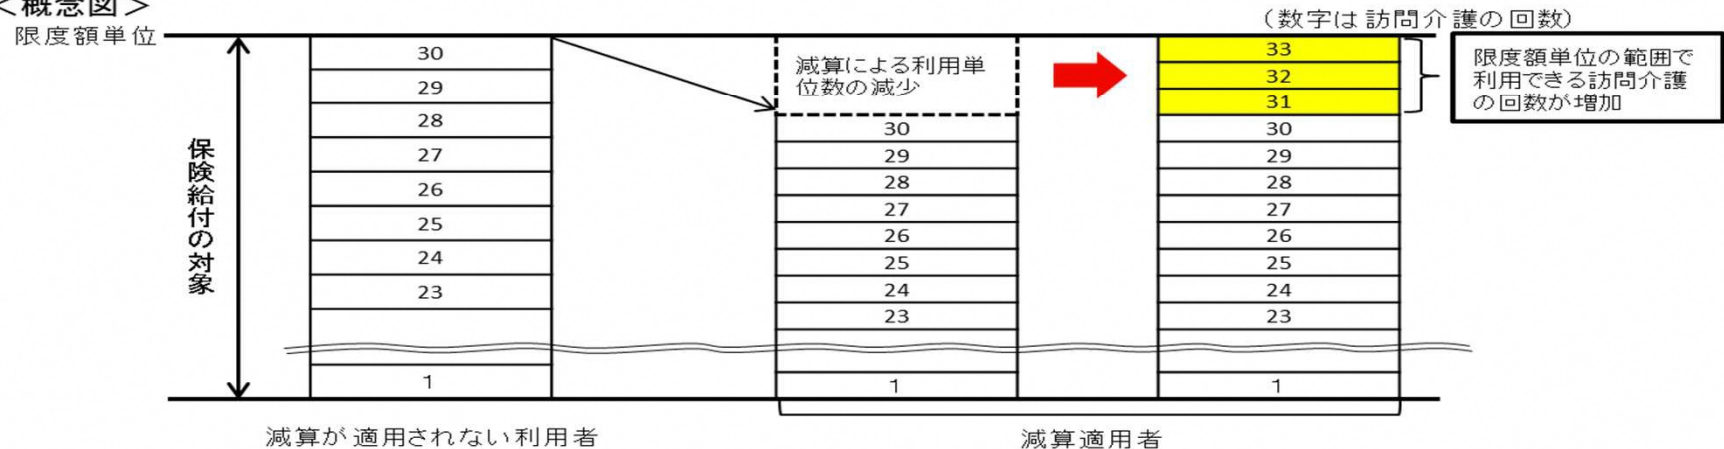 ＜概念図＞
（数字は訪問介護の回数）
限度額単位
保険給付の対象
30
29
28
27
26
25
24
23
1
減算による利用単
位数の減少
30
29
28
27
26
25
24
23
1
33
32
31
30
29
28
27
26
25
24
23
1
限度額単位の範囲で
利用できる訪問介護
の回数が増加
減算が適用されない利用者
減算適用者